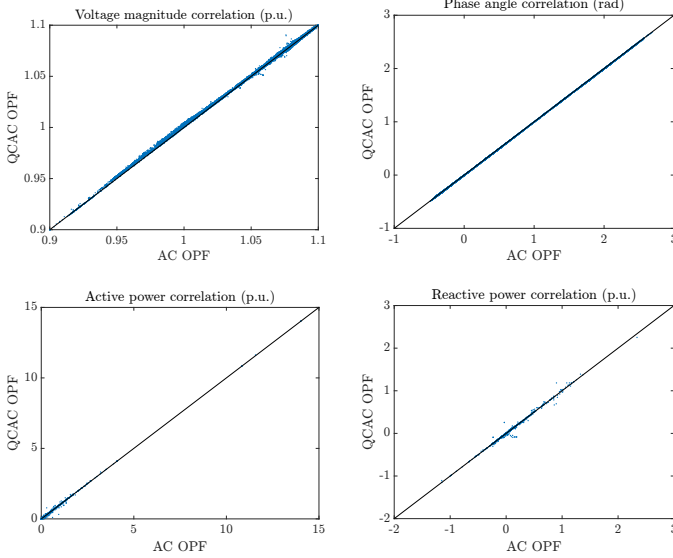 Voltage magnitude correlation (p.u.)
1.1
1.05
1
0.95
0.9
QCAC OPF
0.9 0.95 1 1.05 1.1
AC OPF
Phase angle correlation (rad)
3
2
1
0
-1
QCAC OPF
-1 0 1 2 3
AC OPF
Active power correlation (p.u.)
15
10
5
0
QCAC OPF
0 5 10 15
AC OPF
Reactive power correlation (p.u.)
3
2
1
0
-1
-2
QCAC OPF
-2 -1 0 1 2 3
AC OPF